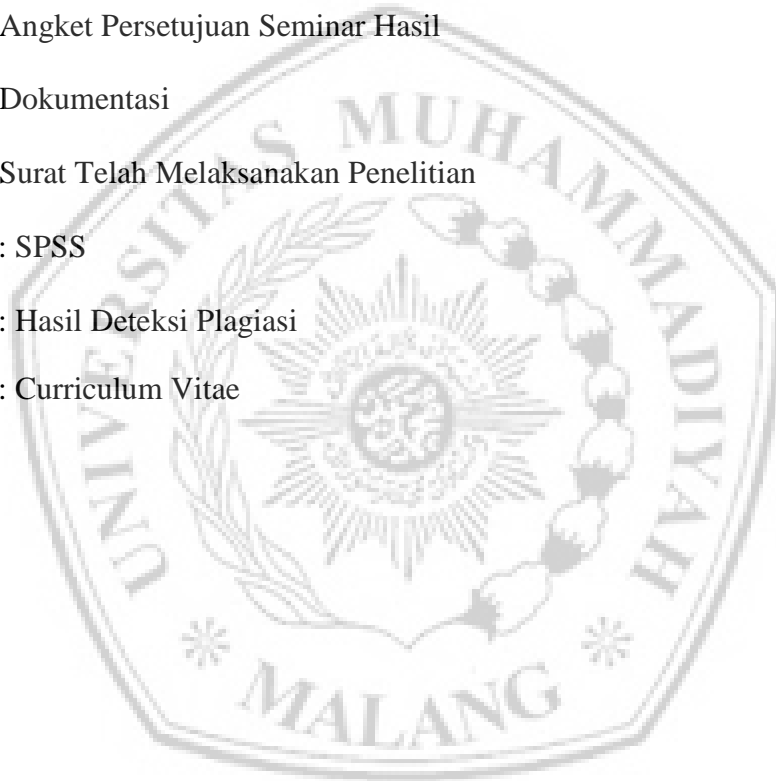 Angket Persetujuan Seminar Hasil
Dokumentasi
Surat Telah Melaksanakan Penelitian
: SPSS
: Hasil Deteksi Plagiasi
: Curriculum Vitae
UNIVERSITAS MUHAMMADIYAH
MALANG